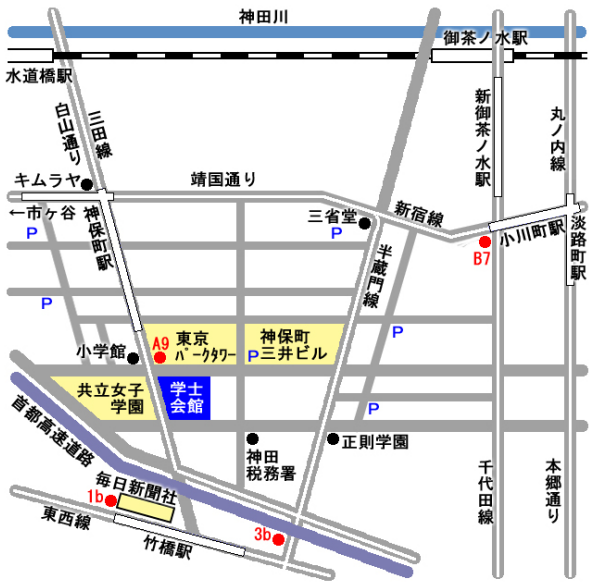 神田川
御茶ノ水駅
水道橋駅
白山通り
三田線
新御茶ノ水駅
丸ノ内線
キムラヤ
靖国通り
←市ヶ谷
神保町駅
三省堂
新宿線
小川町駅
淡路町駅
P
P
B7
半蔵門線
P
P
A9
東京
パークタワー
神保町
三井ビル
P
小学館
共立女子
学園
学士
会館
P
首都高速道路
神田
税務署
正則学園
千代田線
本郷通り
毎日新聞社
1b
東西線
竹橋駅
3b